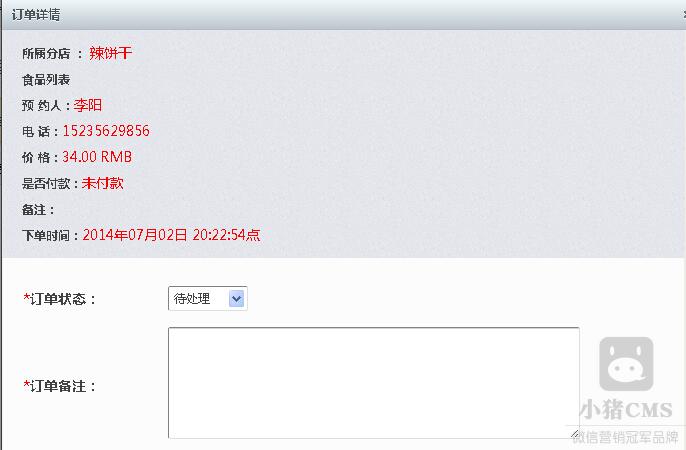 订单详情
所属分店 ： 辣饼干
食品列表
预 约人：李阳
电 话：15235629856
价 格：34.00 RMB
是否付款：未付款
备注：
下单时间：2014年07月02日 20:22:54点
*订单状态：
待处理
*订单备注：
小猪CMS
微信营销冠军品牌